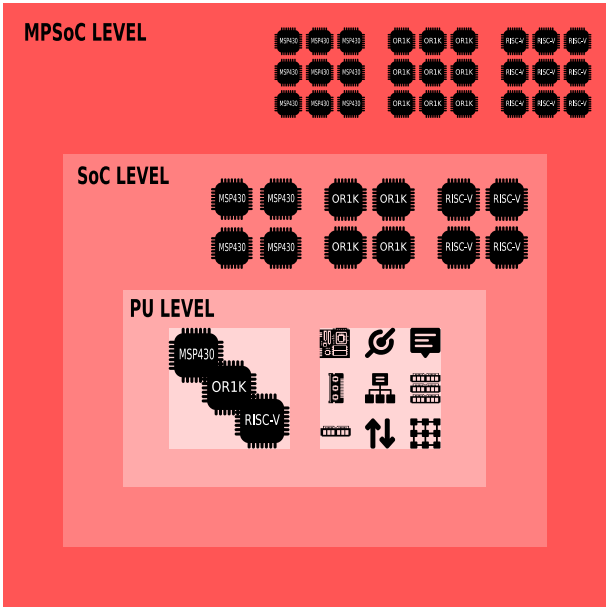 MPSoC LEVEL
MSP430 MSP430 MSP430 OR1K OR1K OR1K RISC-V RISC-V RISC-V
MSP430 MSP430 MSP430 OR1K OR1K OR1K RISC-V RISC-V RISC-V
MSP430 MSP430 MSP430 OR1K OR1K OR1K RISC-V RISC-V RISC-V
SoC LEVEL
MSP430 MSP430 OR1K OR1K RISC-V RISC-V
MSP430 MSP430 OR1K OR1K RISC-V RISC-V
PU LEVEL
MSP430
OR1K
RISC-V